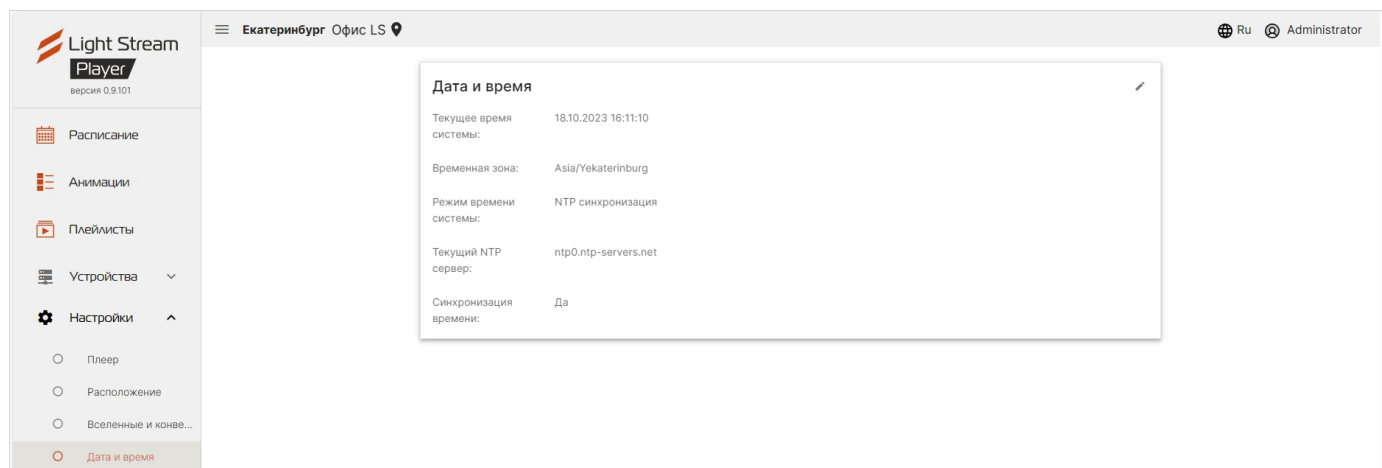 Light Stream
Player
версия 0.9.101
Екатеринбург Офис LS
Ru Administrator
Расписание
Анимации
Плейлисты
Устройства
Настройки
Плеер
Расположение
Вселенные и конве...
Дата и время
Дата и время
Текущее время
системы:
18.10.2023 16:11:10
Временная зона:
Asia/Yekaterinburg
Режим времени
системы:
NTP синхронизация
Текущий NTP
сервер:
ntp0.ntp-servers.net
Синхронизация
времени:
Да